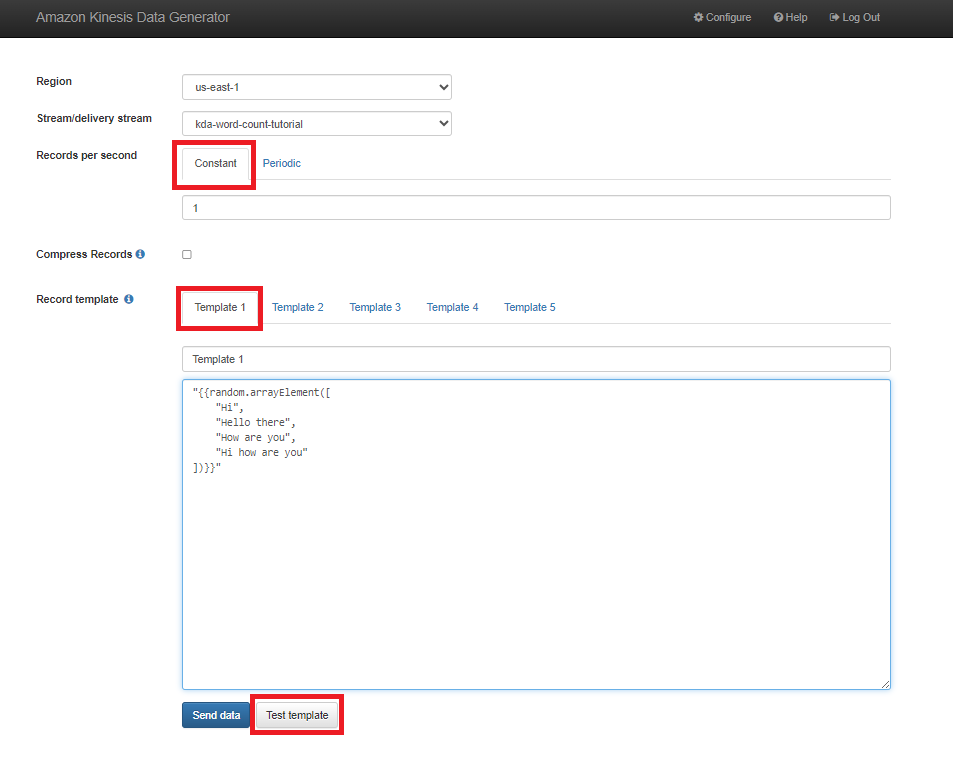 Amazon Kinesis Data Generator Configure Help Log Out
Region us-east-1
Stream/delivery stream kda-word-count-tutorial
Records per second Constant Periodic
1
Compress Records
Record template Template 1 Template 2 Template 3 Template 4 Template 5
Template 1
"{{random.arrayElement([
"Hi",
"Hello there",
"How are you",
"Hi how are you"
])}}"
Send data Test template